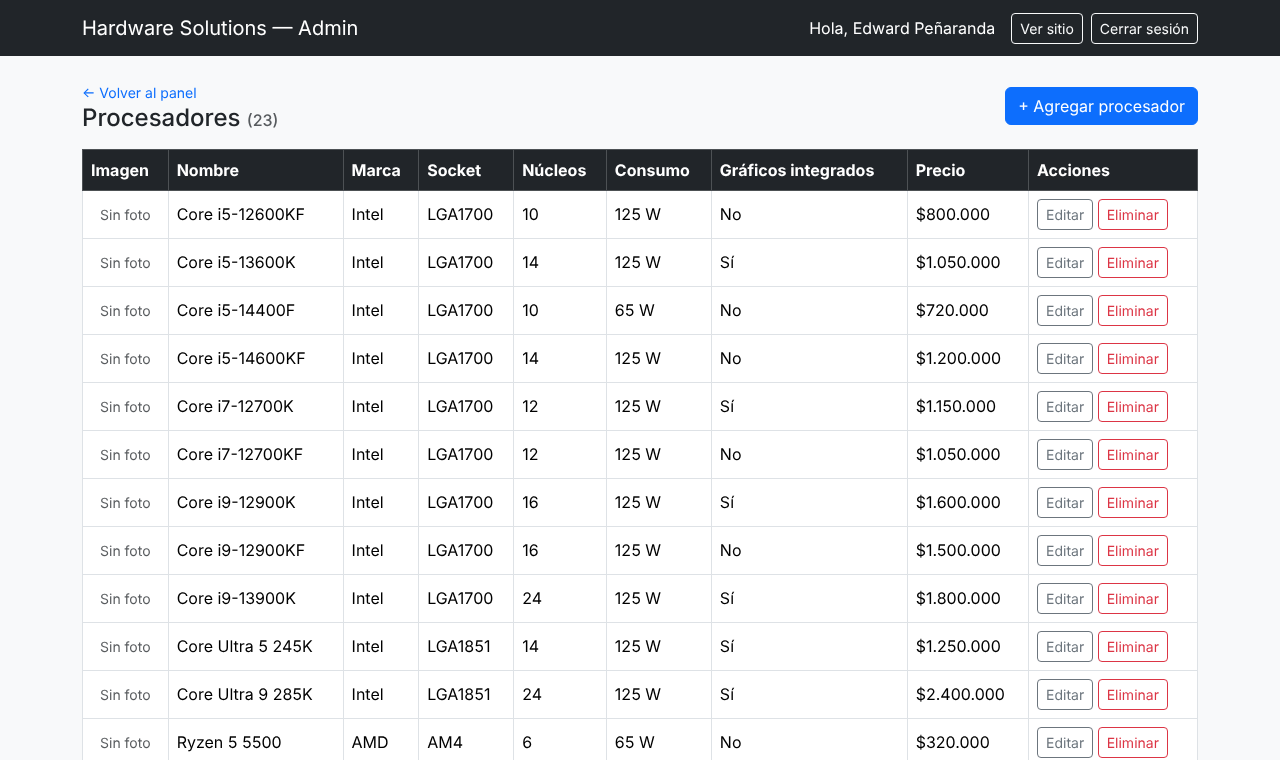 Hardware Solutions — Admin Hola, Edward Peñaranda Ver sitio Cerrar sesión
← Volver al panel
Procesadores (23) + Agregar procesador
Imagen Nombre Marca Socket Núcleos Consumo Gráficos integrados Precio Acciones
Sin foto Core i5-12600KF Intel LGA1700 10 125 W No $800.000 Editar Eliminar
Sin foto Core i5-13600K Intel LGA1700 14 125 W Sí $1.050.000 Editar Eliminar
Sin foto Core i5-14400F Intel LGA1700 10 65 W No $720.000 Editar Eliminar
Sin foto Core i5-14600KF Intel LGA1700 14 125 W No $1.200.000 Editar Eliminar
Sin foto Core i7-12700K Intel LGA1700 12 125 W Sí $1.150.000 Editar Eliminar
Sin foto Core i7-12700KF Intel LGA1700 12 125 W No $1.050.000 Editar Eliminar
Sin foto Core i9-12900K Intel LGA1700 16 125 W Sí $1.600.000 Editar Eliminar
Sin foto Core i9-12900KF Intel LGA1700 16 125 W No $1.500.000 Editar Eliminar
Sin foto Core i9-13900K Intel LGA1700 24 125 W Sí $1.800.000 Editar Eliminar
Sin foto Core Ultra 5 245K Intel LGA1851 14 125 W Sí $1.250.000 Editar Eliminar
Sin foto Core Ultra 9 285K Intel LGA1851 24 125 W Sí $2.400.000 Editar Eliminar
Sin foto Ryzen 5 5500 AMD AM4 6 65 W No $320.000 Editar Eliminar